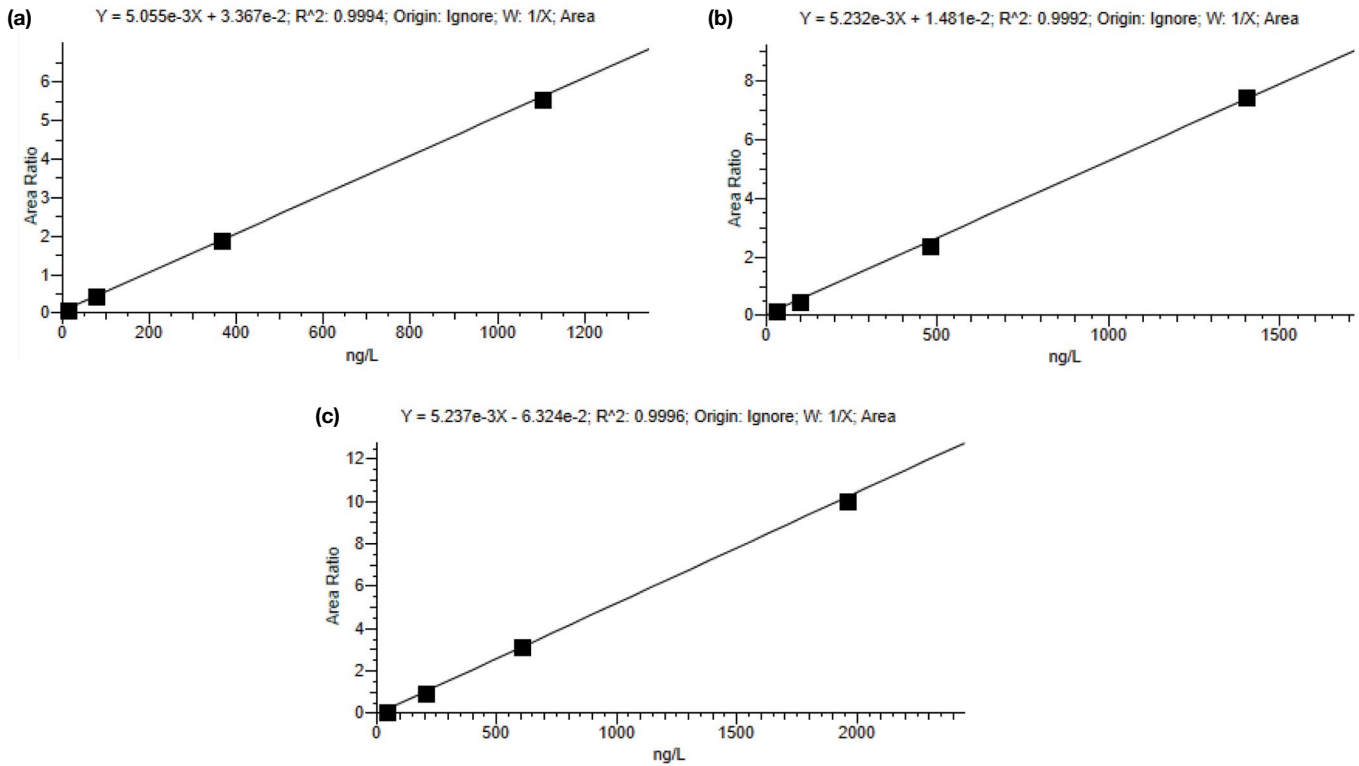 (a)
Y = 5.055e-3X + 3.367e-2; R^2: 0.9994; Origin: Ignore; W: 1/X; Area
6
5
4
3
2
1
0
Area Ratio
0 200 400 600 800 1000 1200
ng/L
(b)
Y = 5.232e-3X + 1.481e-2; R^2: 0.9992; Origin: Ignore; W: 1/X; Area
8
6
4
2
0
Area Ratio
0 500 1000 1500
ng/L
(c)
Y = 5.237e-3X - 6.324e-2; R^2: 0.9996; Origin: Ignore; W: 1/X; Area
12
10
8
6
4
2
0
Area Ratio
0 500 1000 1500 2000
ng/L